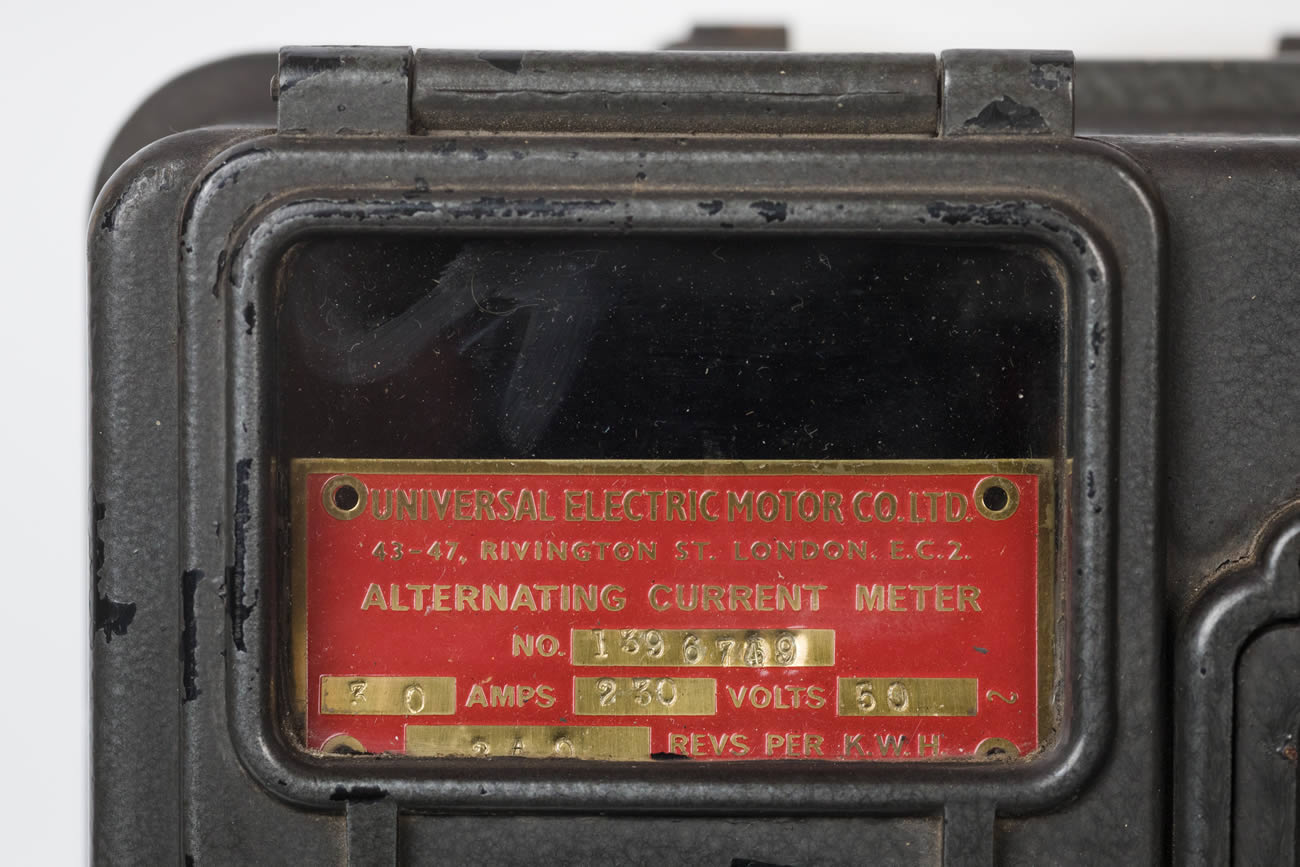 UNIVERSAL ELECTRIC MOTOR CO. LTD.
43-47, RIVINGTON ST. LONDON. E.C.2.
ALTERNATING CURRENT METER
NO. 1396749
30 AMPS 230 VOLTS 50 ~
REVS PER K.W.H.